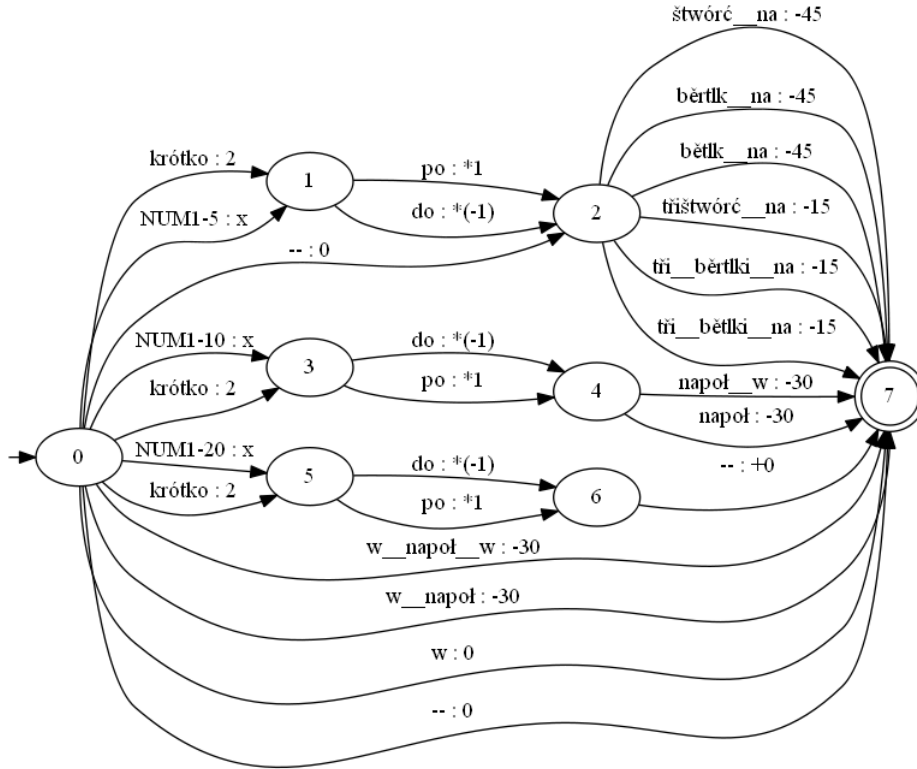 štwórć__na : -45
běrtlk__na : -45
bětlk__na : -45
třištwórć__na : -15
tři__běrtlki__na : -15
tři__bětlki__na : -15
krótko : 2
NUM1-5 : x
-- : 0
1
po : *1
do : *(-1)
2
NUM1-10 : x
krótko : 2
3
do : *(-1)
po : *1
4
napoł__w : -30
napoł : -30
7
0
NUM1-20 : x
krótko : 2
5
do : *(-1)
po : *1
6
-- : +0
w__napoł__w : -30
w__napoł : -30
w : 0
-- : 0